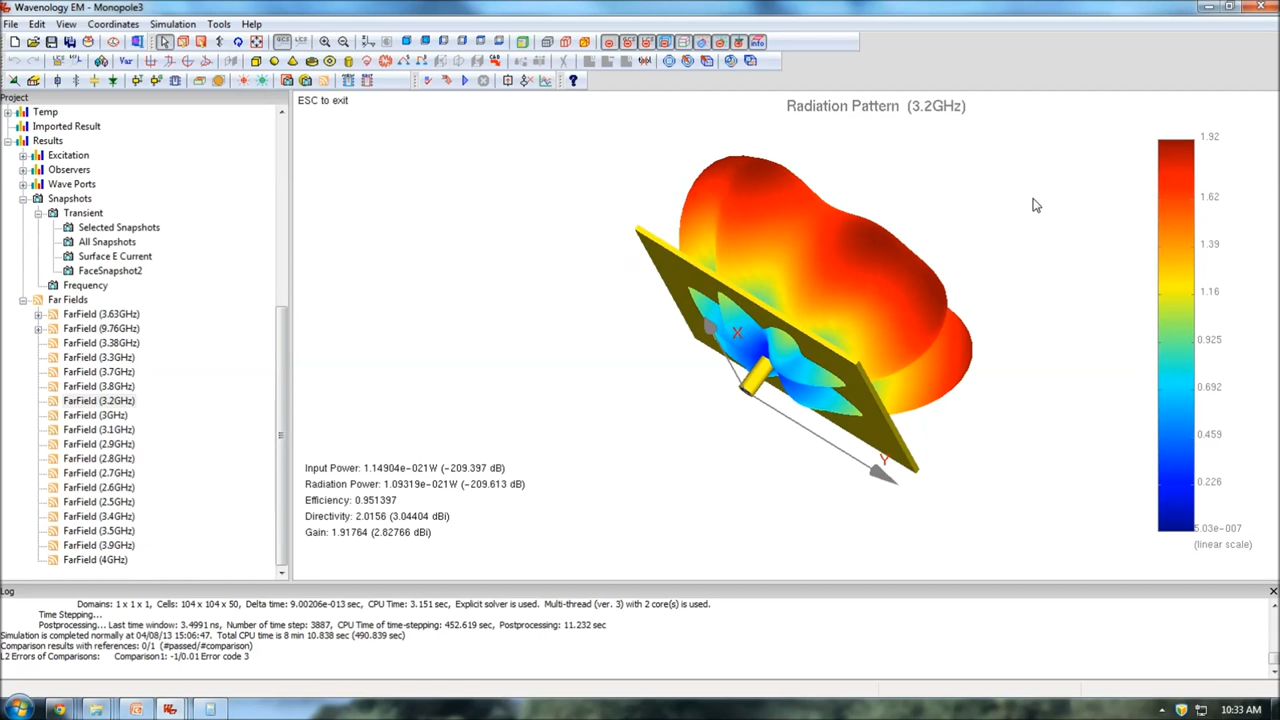 Wavenology EM - Monopole3
File Edit View Coordinates Simulation Tools Help
Project
Temp
Imported Result
Results
Excitation
Observers
Wave Ports
Snapshots
Transient
Selected Snapshots
All Snapshots
Surface E Current
FaceSnapshot2
Frequency
Far Fields
FarField (3.63GHz)
FarField (9.76GHz)
FarField (3.38GHz)
FarField (3.3GHz)
FarField (3.7GHz)
FarField (3.8GHz)
FarField (3.2GHz)
FarField (3GHz)
FarField (3.1GHz)
FarField (2.9GHz)
FarField (2.8GHz)
FarField (2.7GHz)
FarField (2.6GHz)
FarField (2.5GHz)
FarField (3.4GHz)
FarField (3.5GHz)
FarField (3.9GHz)
FarField (4GHz)
ESC to exit
Radiation Pattern (3.2GHz)
X
Y
1.92
1.62
1.39
1.16
0.925
0.692
0.459
0.226
5.03e-007
(linear scale)
Input Power: 1.14904e-021W (-209.397 dB)
Radiation Power: 1.09319e-021W (-209.613 dB)
Efficiency: 0.951397
Directivity: 2.0156 (3.04404 dBi)
Gain: 1.91764 (2.82766 dBi)
Log
Domains: 1 x 1 x 1, Cells: 104 x 104 x 50, Delta time: 9.00206e-013 sec, CPU Time: 3.151 sec, Explicit solver is used. Multi-thread (ver. 3) with 2 core(s) is used.
Time Stepping...
Postprocessing... Last time window: 3.4991 ns, Number of time step: 3887, CPU Time of time-stepping: 452.619 sec, Postprocessing: 11.232 sec
Simulation is completed normally at 04/08/13 15:06:47. Total CPU time is 8 min 10.838 sec (490.839 sec)
Comparison results with references: 0/1 (#passed/#comparison)
L2 Errors of Comparisons: Comparison1: -1/0.01 Error code 3
10:33 AM